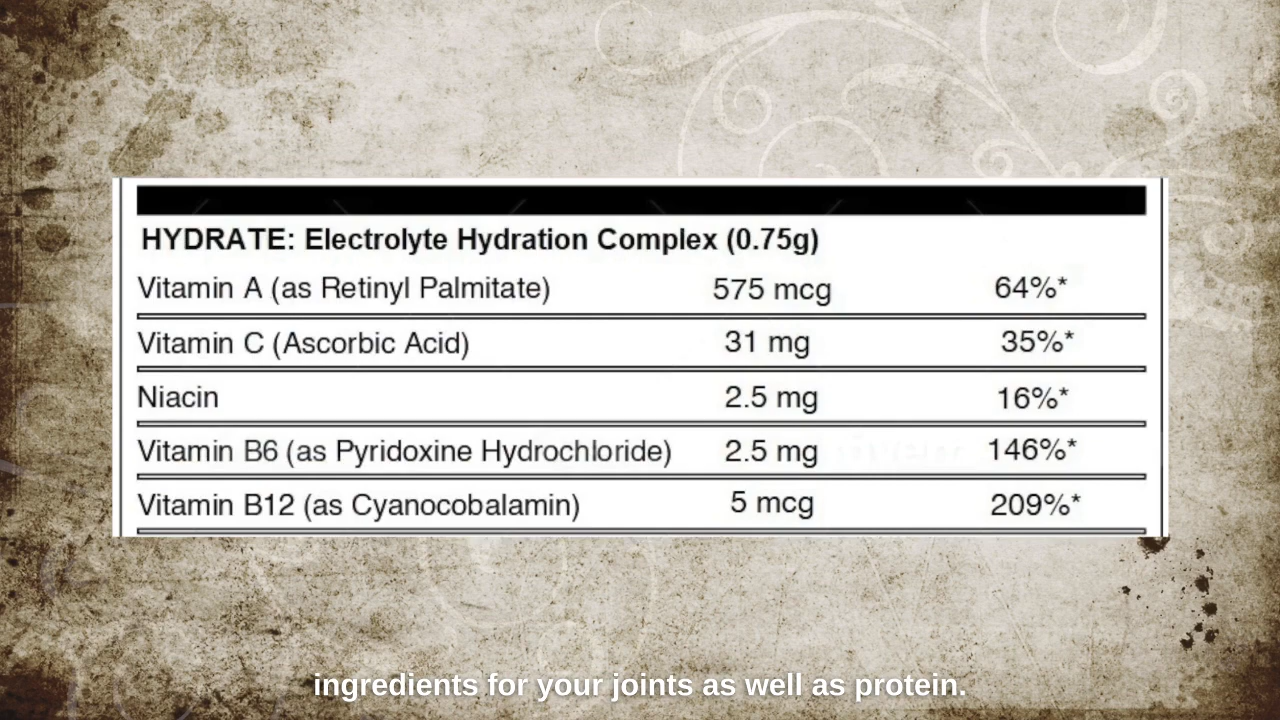 HYDRATE: Electrolyte Hydration Complex (0.75g)
Vitamin A (as Retinyl Palmitate) 575 mcg 64%*
Vitamin C (Ascorbic Acid) 31 mg 35%*
Niacin 2.5 mg 16%*
Vitamin B6 (as Pyridoxine Hydrochloride) 2.5 mg 146%*
Vitamin B12 (as Cyanocobalamin) 5 mcg 209%*
ingredients for your joints as well as protein.